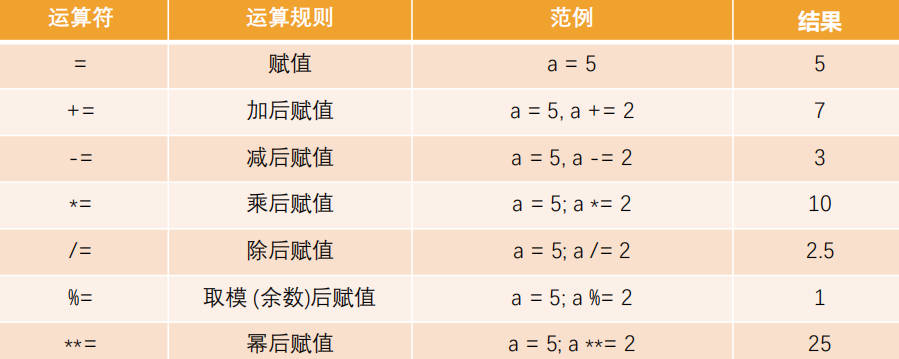 运算符 运算规则 范例 结果
= 赋值 a = 5 5
+= 加后赋值 a = 5, a += 2 7
-= 减后赋值 a = 5, a -= 2 3
*= 乘后赋值 a = 5; a *= 2 10
/= 除后赋值 a = 5; a /= 2 2.5
%= 取模 (余数)后赋值 a = 5; a %= 2 1
**= 幂后赋值 a = 5; a **= 2 25